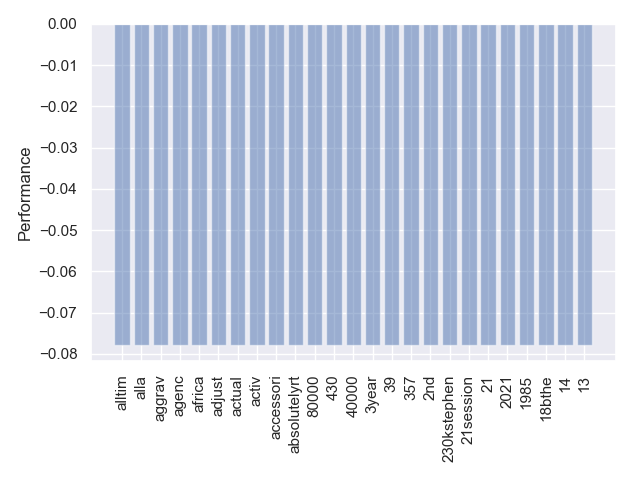 0.00
−0.01
−0.02
−0.03
−0.04
−0.05
−0.06
−0.07
−0.08
Performance
alltim
alla
aggrav
agenc
africa
adjust
actual
activ
accessori
absolutelyrt
80000
430
40000
3year
39
357
2nd
230kstephen
21session
21
2021
1985
18bthe
14
13